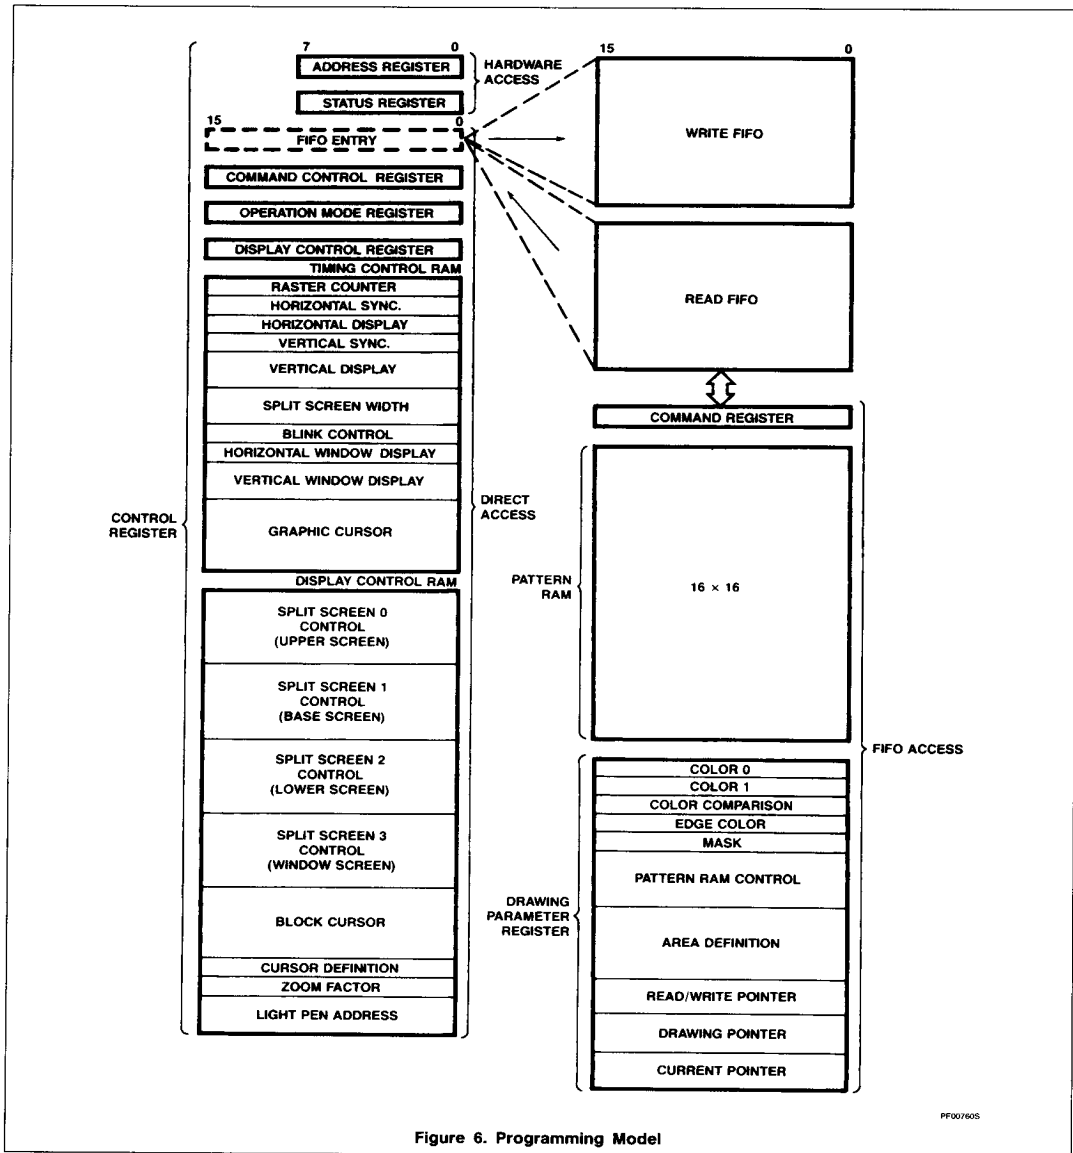 7 0
ADDRESS REGISTER
STATUS REGISTER
HARDWARE
ACCESS
15 0
FIFO ENTRY
COMMAND CONTROL REGISTER
OPERATION MODE REGISTER
DISPLAY CONTROL REGISTER
TIMING CONTROL RAM
RASTER COUNTER
HORIZONTAL SYNC.
HORIZONTAL DISPLAY
VERTICAL SYNC.
VERTICAL DISPLAY
SPLIT SCREEN WIDTH
BLINK CONTROL
HORIZONTAL WINDOW DISPLAY
VERTICAL WINDOW DISPLAY
GRAPHIC CURSOR
CONTROL
REGISTER
DIRECT
ACCESS
DISPLAY CONTROL RAM
SPLIT SCREEN 0
CONTROL
(UPPER SCREEN)
SPLIT SCREEN 1
CONTROL
(BASE SCREEN)
SPLIT SCREEN 2
CONTROL
(LOWER SCREEN)
SPLIT SCREEN 3
CONTROL
(WINDOW SCREEN)
BLOCK CURSOR
CURSOR DEFINITION
ZOOM FACTOR
LIGHT PEN ADDRESS
15 0
WRITE FIFO
READ FIFO
COMMAND REGISTER
PATTERN
RAM
16 × 16
FIFO ACCESS
COLOR 0
COLOR 1
COLOR COMPARISON
EDGE COLOR
MASK
PATTERN RAM CONTROL
DRAWING
PARAMETER
REGISTER
AREA DEFINITION
READ/WRITE POINTER
DRAWING POINTER
CURRENT POINTER
PF00760S
Figure 6. Programming Model